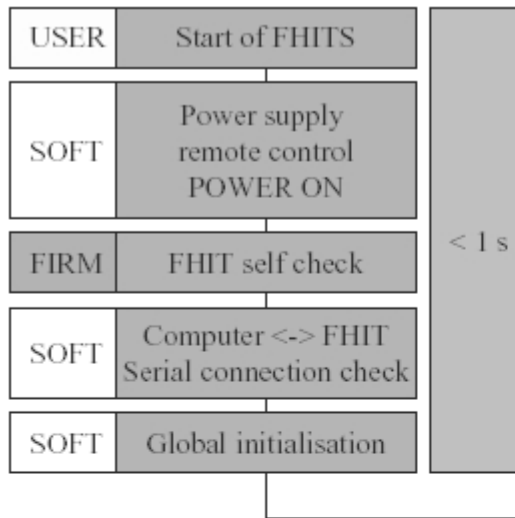 USER Start of FHITS
Power supply
SOFT remote control
POWER ON
FIRM FHIT self check
Computer <-> FHIT
SOFT
Serial connection check
SOFT Global initialisation
< 1 s